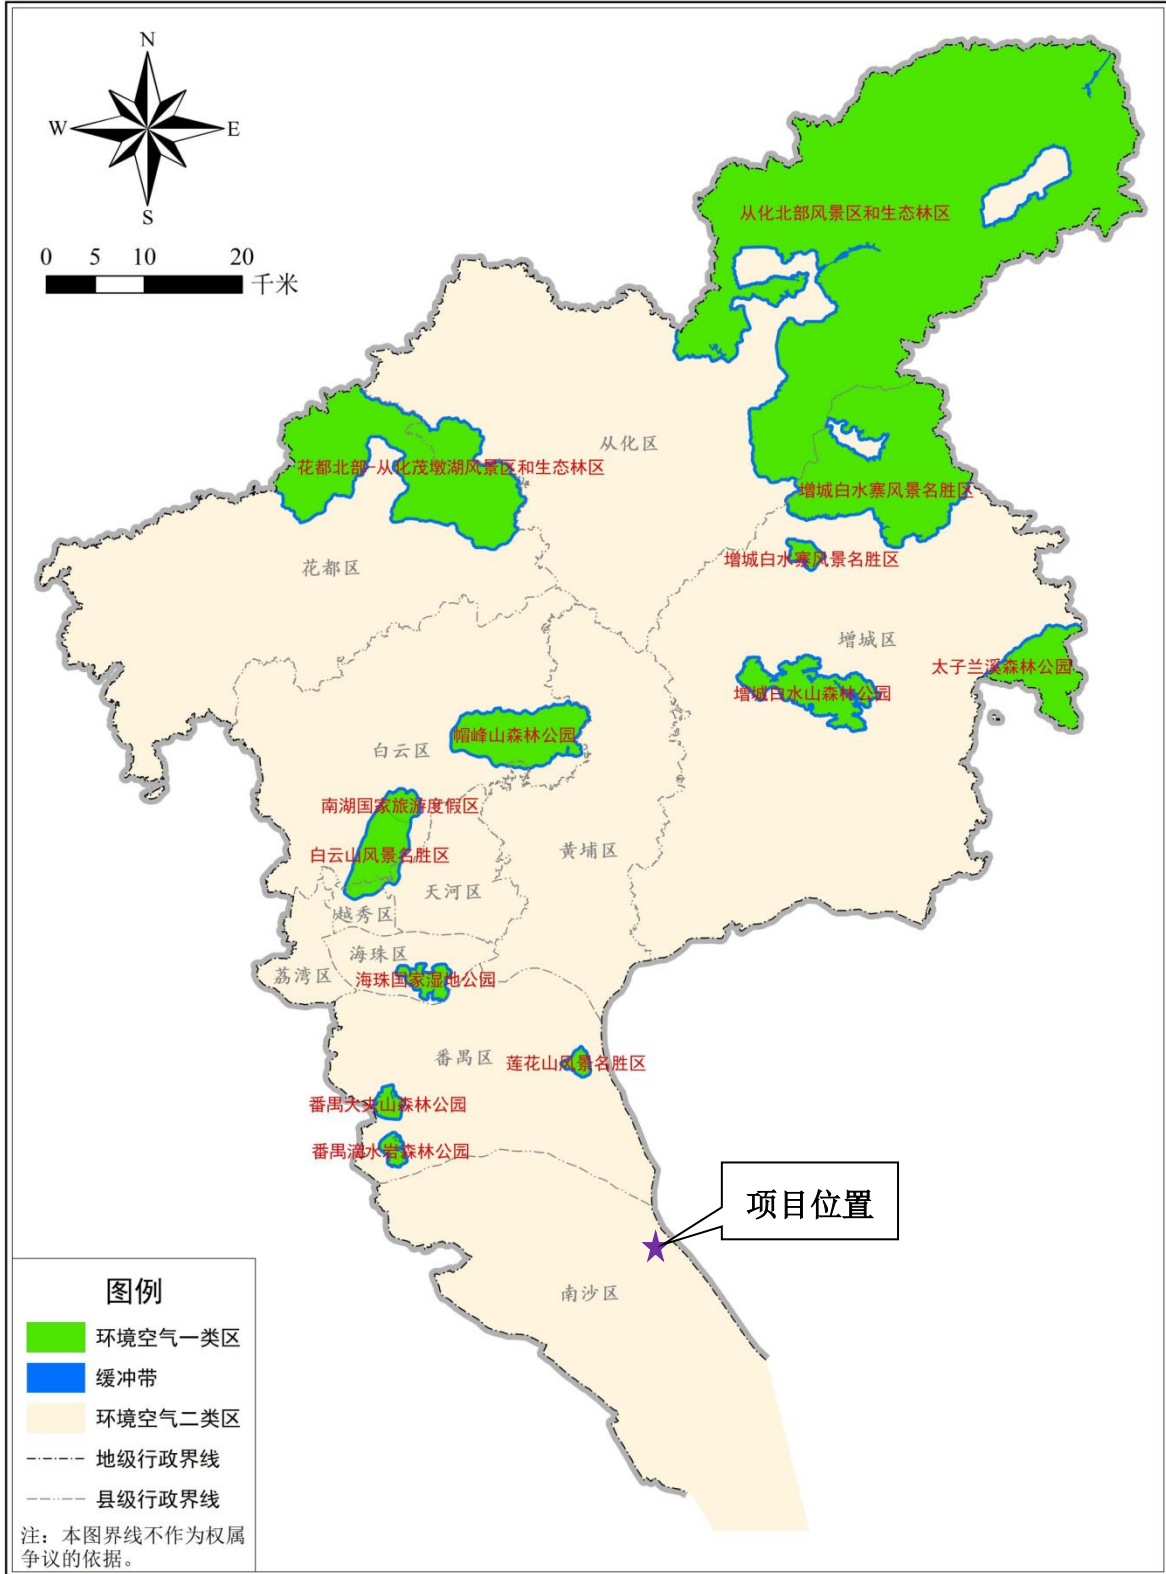 N
W
E
S
0 5 10 20
千米
从化北部风景区和生态林区
从化区
花都北部-从化茂墩湖风景区和生态林区
增城白水寨风景名胜区
增城白水寨风景名胜区
花都区
增城区
太子兰溪森林公园
增城白水山森林公园
帽峰山森林公园
白云区
南湖国家旅游度假区
白云山风景名胜区
黄埔区
天河区
越秀区
海珠区
荔湾区
海珠国家湿地公园
番禺区
莲花山风景名胜区
番禺大夫山森林公园
番禺滴水岩森林公园
项目位置
南沙区
图例
环境空气一类区
缓冲带
环境空气二类区
地级行政界线
县级行政界线
注：本图界线不作为权属
争议的依据。